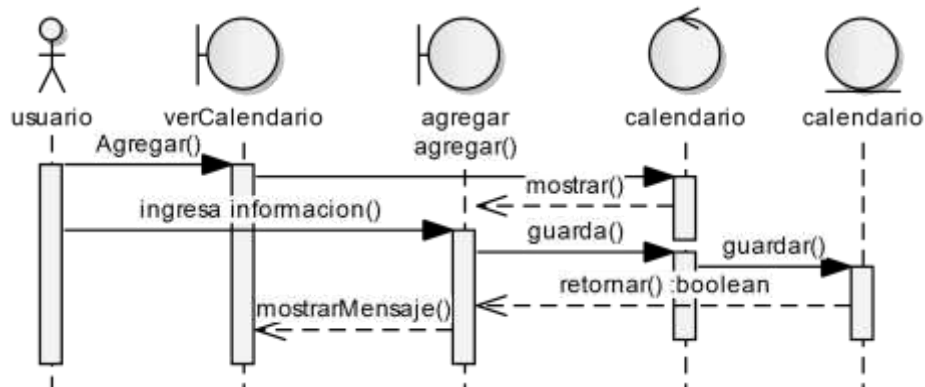 usuario
verCalendario
agregar
calendario
calendario
Agregar()
agregar()
mostrar()
ingresa informacion()
guarda()
guardar()
retornar() :boolean
mostrarMensaje()